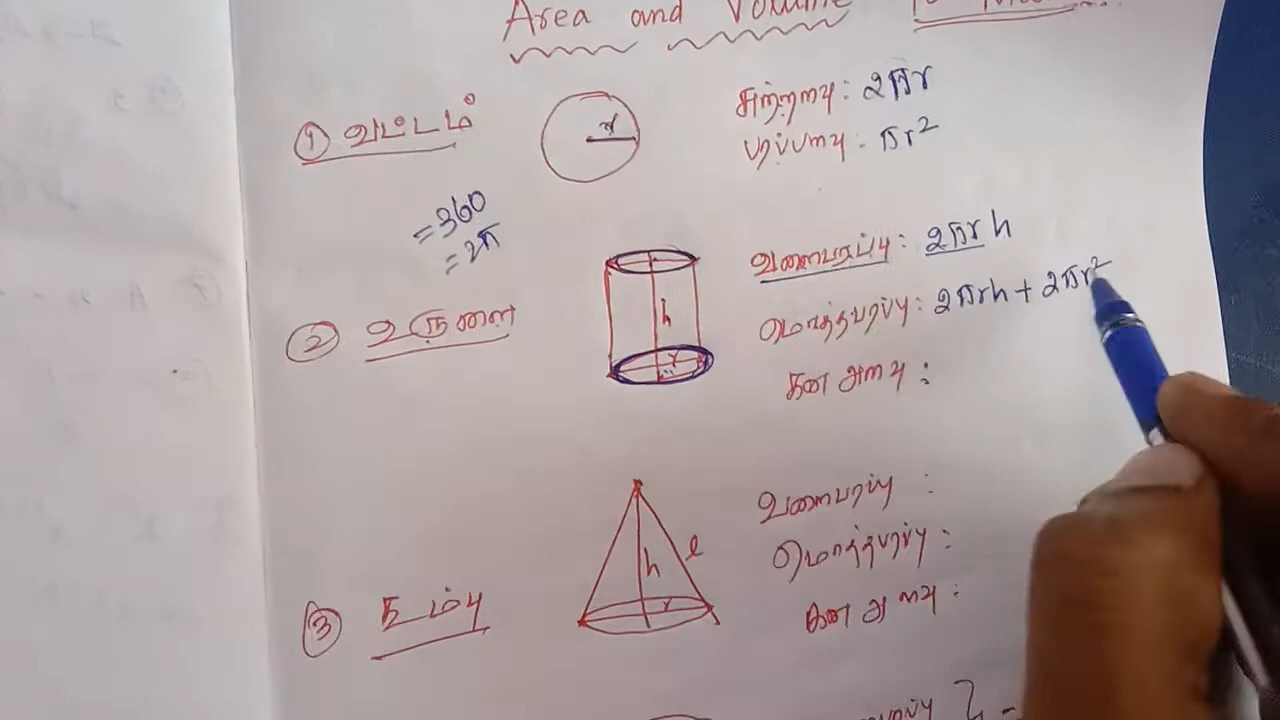 Area and Volume
① வட்டம்
r
சுற்றளவு : 2πr
பரப்பளவு : πr²
= 360
= 2π
② உருளை
h
r
வளைபரப்பு : 2πrh
மொத்தபரப்பு : 2πrh + 2πr²
கன அளவு :
③ கூம்பு
h
l
r
வளைபரப்பு :
மொத்தபரப்பு :
கன அளவு :